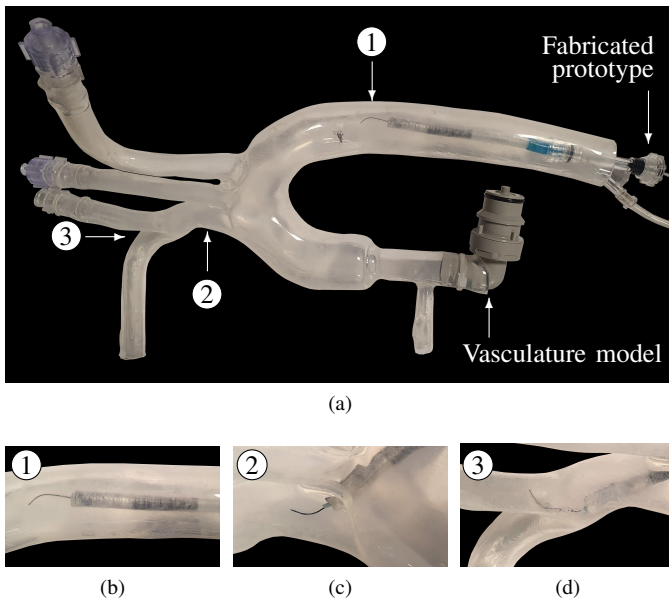 1
Fabricated
prototype
3
2
Vasculature model
(a)
1
2
3
(b)
(c)
(d)